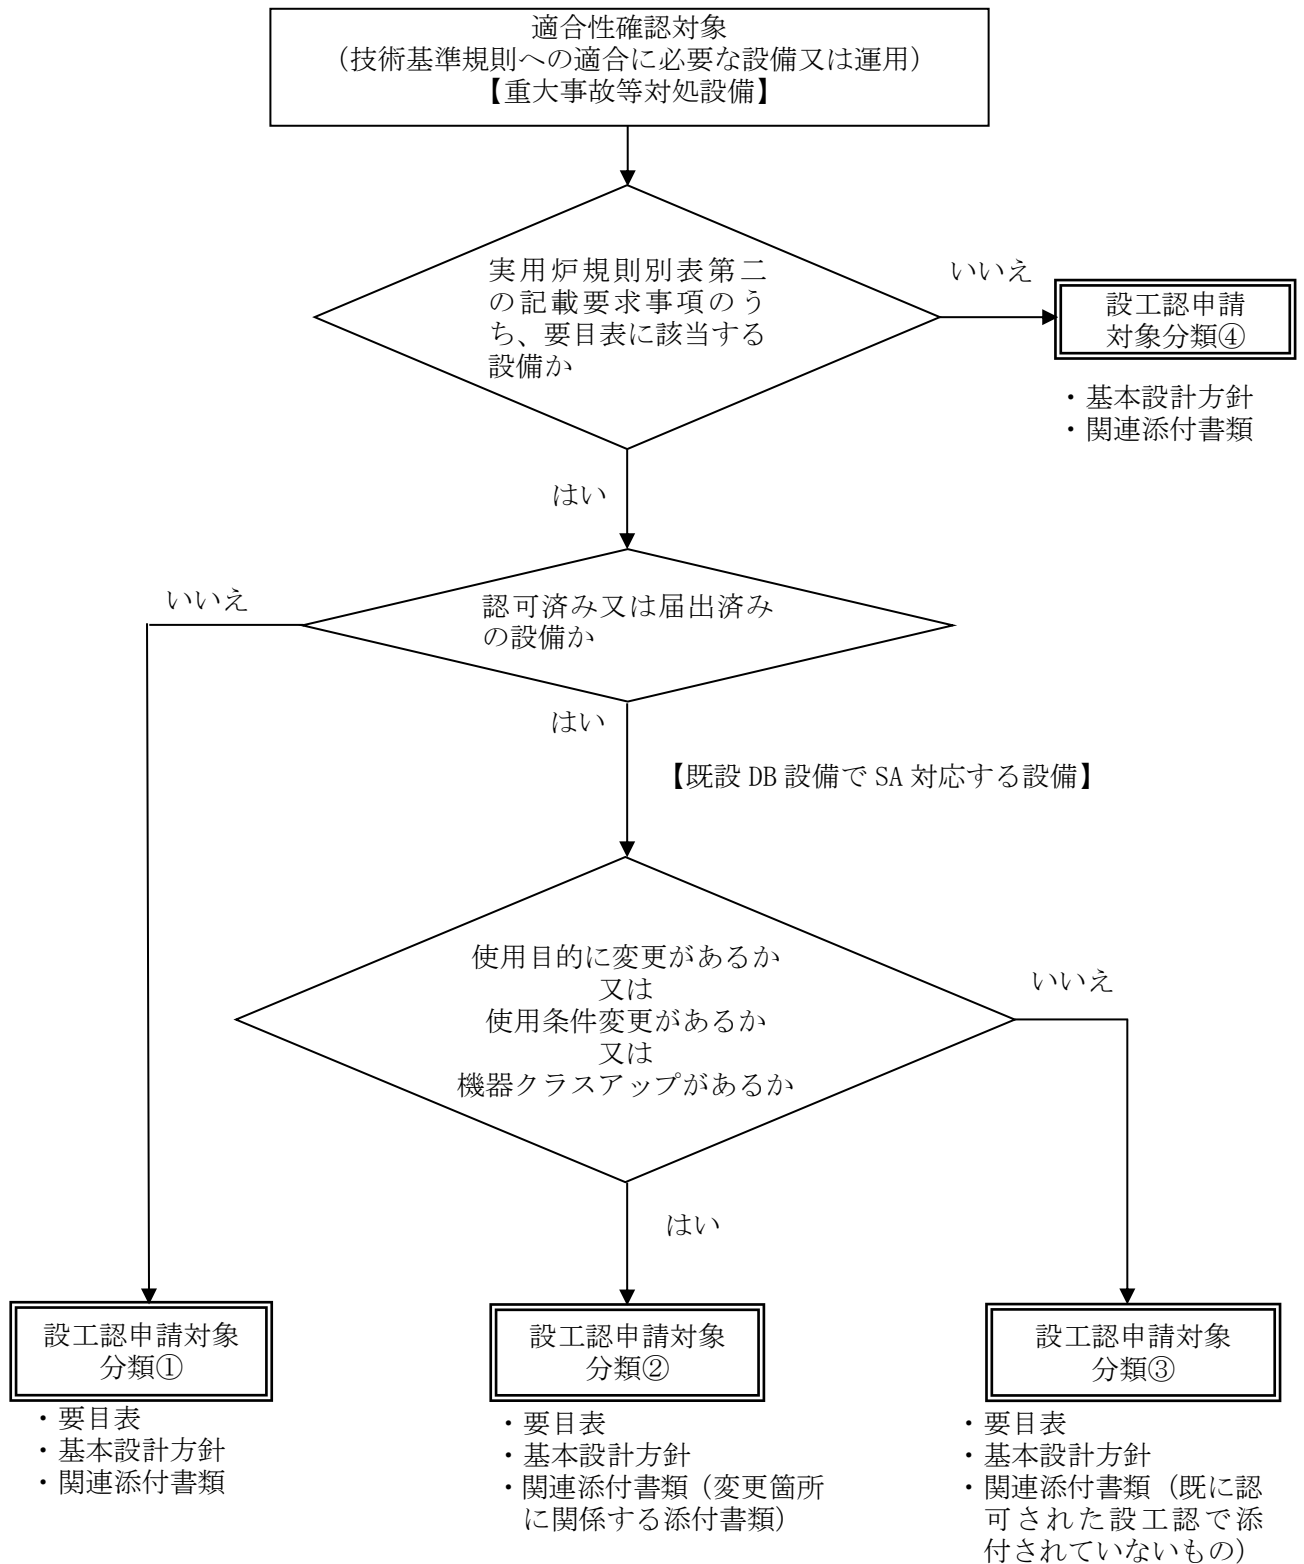 適合性確認対象
（技術基準規則への適合に必要な設備又は運用）
【重大事故等対処設備】
実用炉規則別表第二
の記載要求事項のう
ち、要目表に該当する
設備か
いいえ
設工認申請
対象分類④
・基本設計方針
・関連添付書類
はい
いいえ
認可済み又は届出済み
の設備か
はい
【既設 DB 設備で SA 対応する設備】
使用目的に変更があるか
又は
使用条件変更があるか
又は
機器クラスアップがあるか
いいえ
はい
設工認申請対象
分類①
・要目表
・基本設計方針
・関連添付書類
設工認申請対象
分類②
・要目表
・基本設計方針
・関連添付書類（変更箇所
に関係する添付書類）
設工認申請対象
分類③
・要目表
・基本設計方針
・関連添付書類（既に認
可された設工認で添
付されていないもの）